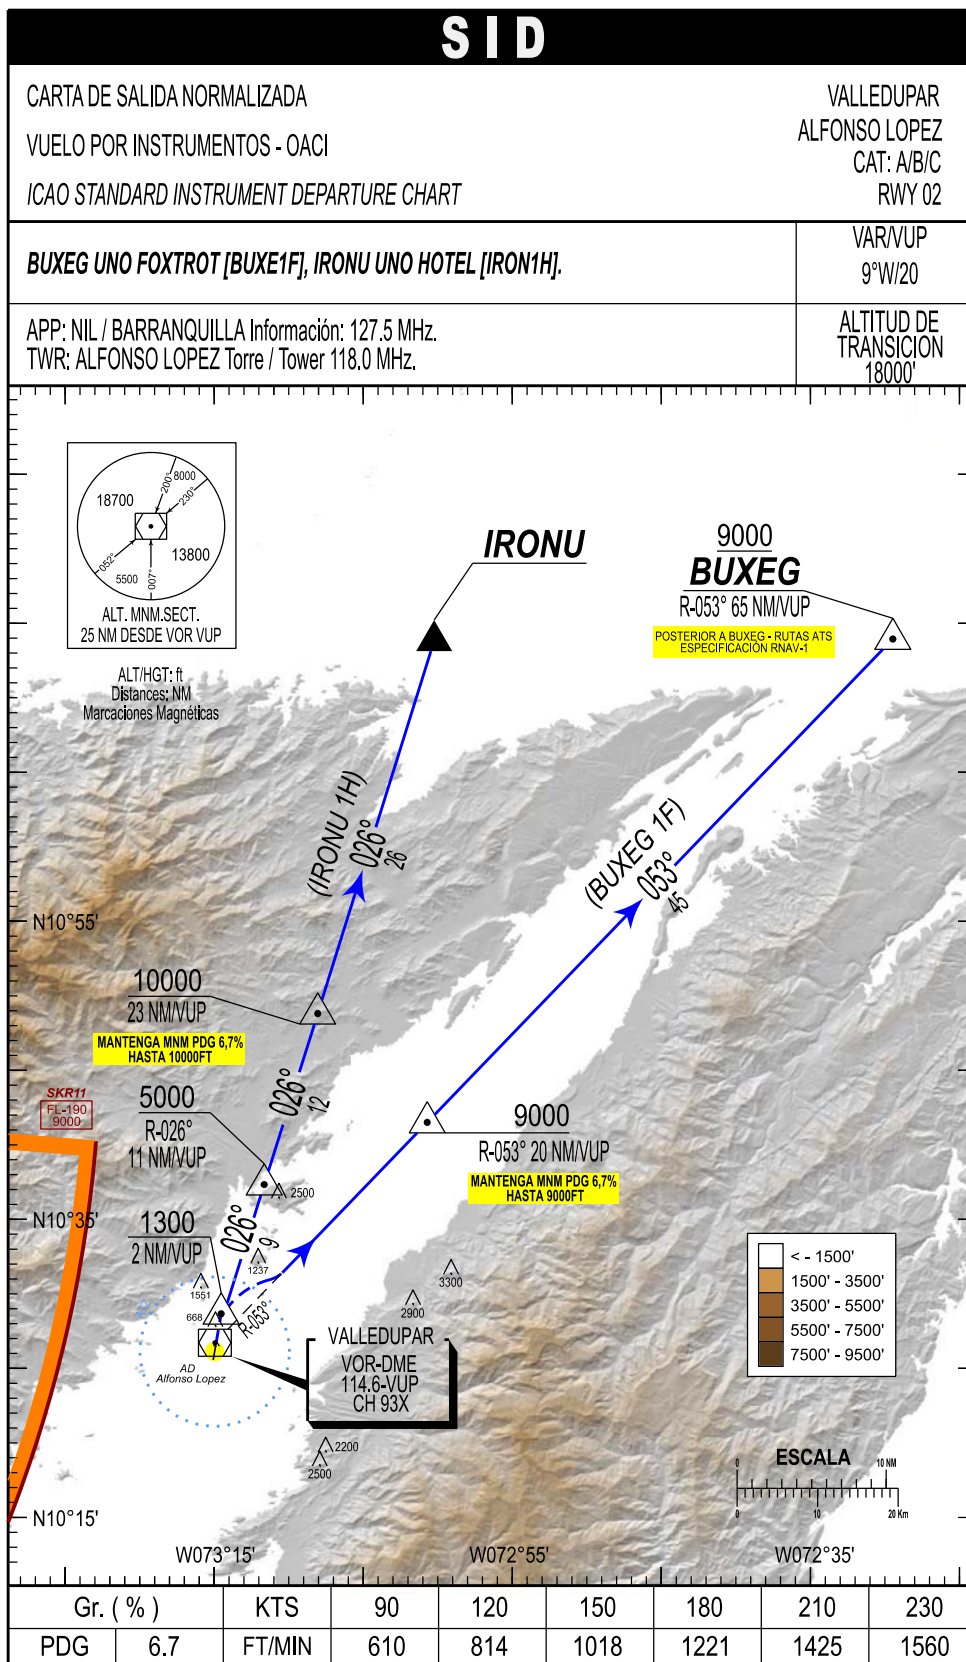 SID
CARTA DE SALIDA NORMALIZADA
VUELO POR INSTRUMENTOS - OACI
ICAO STANDARD INSTRUMENT DEPARTURE CHART
VALLEDUPAR
ALFONSO LOPEZ
CAT: A/B/C
RWY 02
BUXEG UNO FOXTROT [BUXE1F], IRONU UNO HOTEL [IRON1H].
VAR/VUP
9°W/20
APP: NIL / BARRANQUILLA Información: 127.5 MHz.
TWR: ALFONSO LOPEZ Torre / Tower 118.0 MHz.
ALTITUD DE
TRANSICION
18000'
200°
8000
230°
18700
13800
052°
5500
007°
ALT. MNM.SECT.
25 NM DESDE VOR VUP
ALT/HGT: ft
Distances: NM
Marcaciones Magnéticas
IRONU
9000
BUXEG
R-053° 65 NM/VUP
POSTERIOR A BUXEG - RUTAS ATS
ESPECIFICACIÓN RNAV-1
(IRONU 1H)
026°
26
(BUXEG 1F)
053°
45
N10°55'
10000
23 NM/VUP
MANTENGA MNM PDG 6,7%
HASTA 10000FT
026°
12
SKR11
FL-190
9000
5000
R-026°
11 NM/VUP
9000
R-053° 20 NM/VUP
MANTENGA MNM PDG 6,7%
HASTA 9000FT
2500
N10°35'
1300
2 NM/VUP
026°
9
1237
1551
3300
2900
668
R-053°
AD
Alfonso Lopez
VALLEDUPAR
VOR-DME
114.6-VUP
CH 93X
< - 1500'
1500' - 3500'
3500' - 5500'
5500' - 7500'
7500' - 9500'
2200
2500
ESCALA
0
10 NM
0
10
20 Km
N10°15'
W073°15'
W072°55'
W072°35'
Gr. ( % ) KTS 90 120 150 180 210 230
PDG 6.7 FT/MIN 610 814 1018 1221 1425 1560